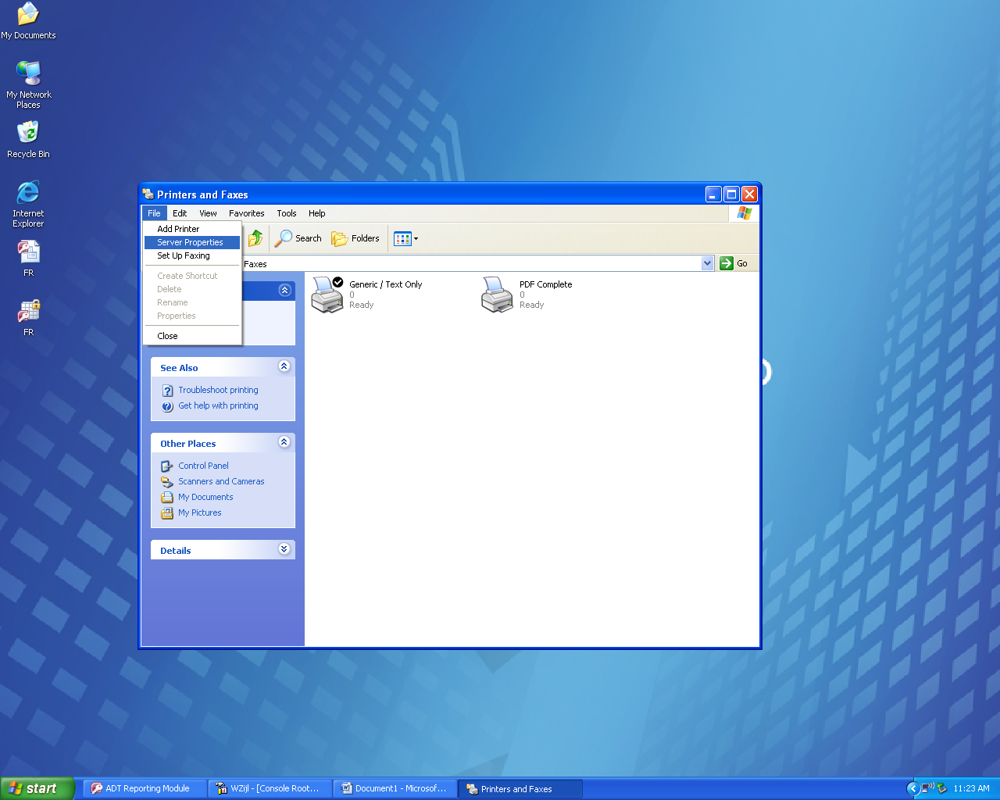 My Documents
My Network
Places
Recycle Bin
Internet
Explorer
FR
FR
Printers and Faxes
File Edit View Favorites Tools Help
Add Printer
Server Properties
Set Up Faxing
Create Shortcut
Delete
Rename
Properties
Close
Search Folders
Faxes Go
Generic / Text Only
0
Ready
PDF Complete
0
Ready
See Also
Troubleshoot printing
Get help with printing
Other Places
Control Panel
Scanners and Cameras
My Documents
My Pictures
Details
start ADT Reporting Module WZijl - [Console Root... Document1 - Microsof... Printers and Faxes 11:23 AM